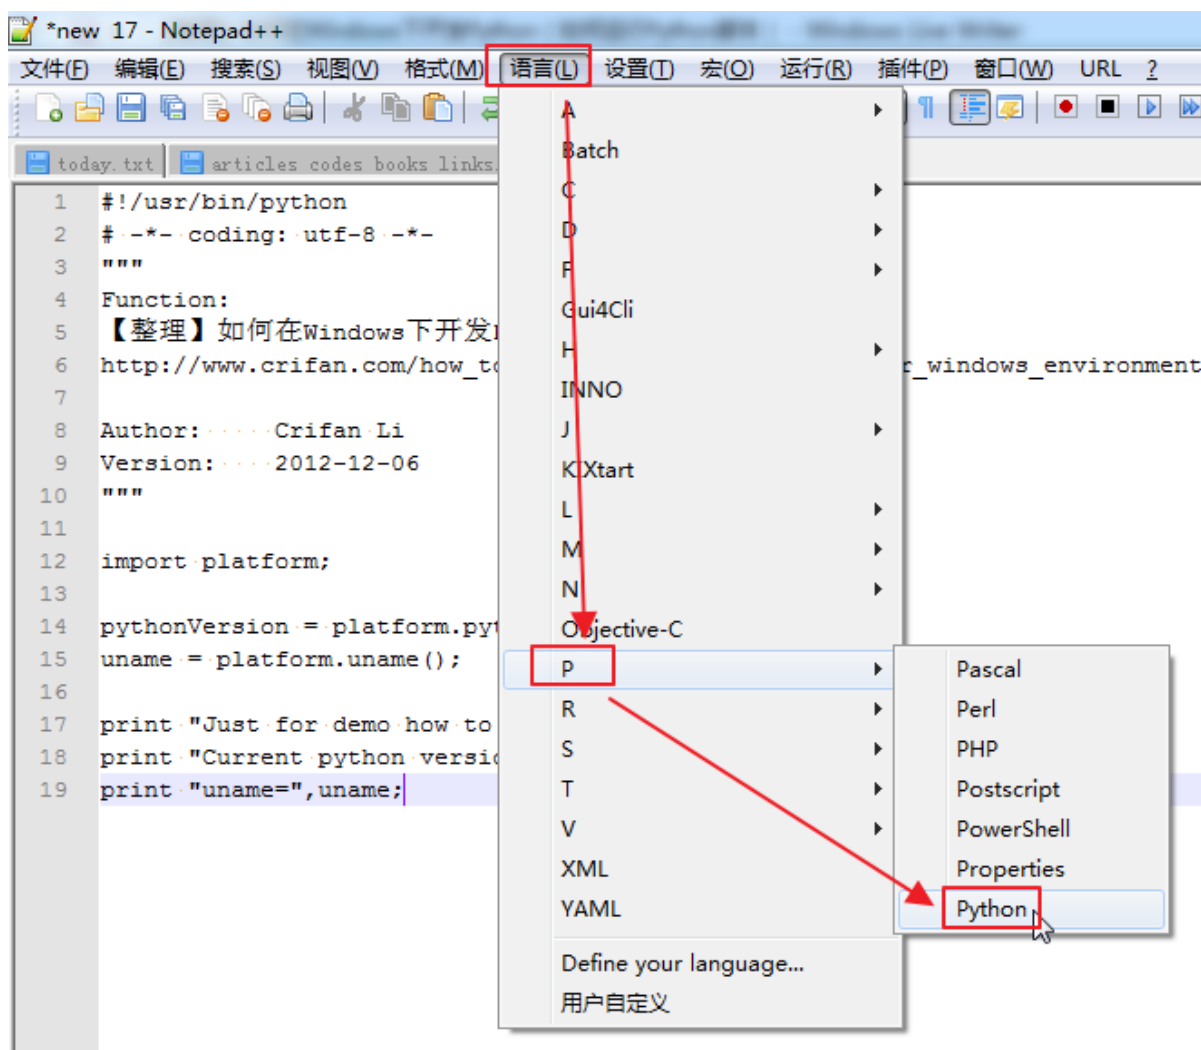 *new 17 - Notepad++
文件(F) 编辑(E) 搜索(S) 视图(V) 格式(M) 语言(L) 设置(T) 宏(O) 运行(R) 插件(P) 窗口(W) URL ?
today.txt articles codes books links.
1 #!/usr/bin/python
2 # -*- coding: utf-8 -*-
3 """
4 Function:
5 【整理】如何在Windows下开发
6 http://www.crifan.com/how_to r_windows_environment
7
8 Author: Crifan Li
9 Version: 2012-12-06
10 """
11
12 import platform;
13
14 pythonVersion = platform.pyt
15 uname = platform.uname();
16
17 print "Just for demo how to
18 print "Current python versio
19 print "uname=",uname;
A
Batch
C
D
F
Gui4Cli
H
INNO
J
KIXtart
L
M
N
Objective-C
P
R
S
T
V
XML
YAML
Define your language...
用户自定义
Pascal
Perl
PHP
Postscript
PowerShell
Properties
Python